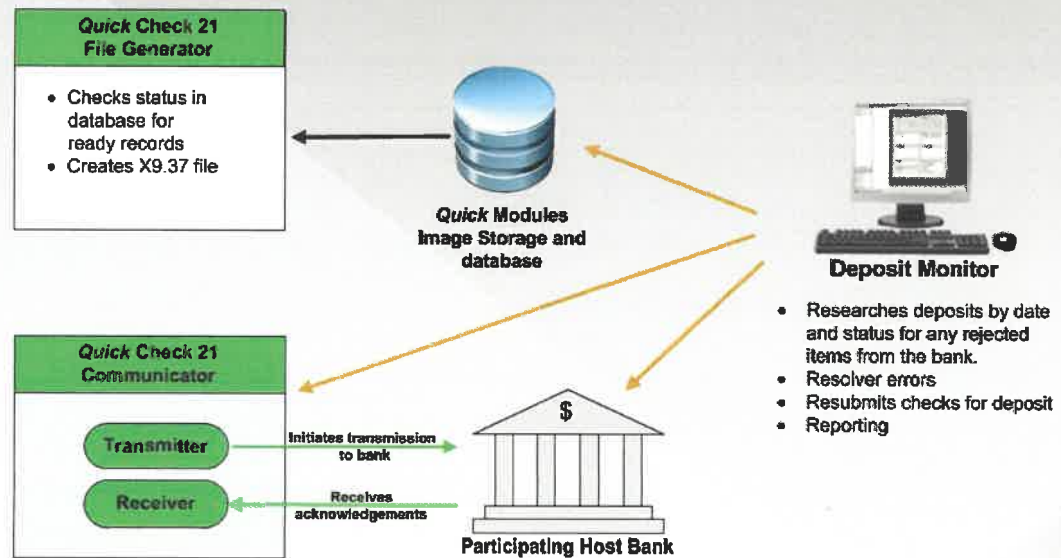 Quick Check 21
File Generator
• Checks status in
database for
ready records
• Creates X9.37 file
Quick Modules
Image Storage and
database
Deposit Monitor
• Researches deposits by date
and status for any rejected
items from the bank.
• Resolver errors
• Resubmits checks for deposit
• Reporting
Quick Check 21
Communicator
Transmitter
Initiates transmission
to bank
Receiver
Receives
acknowledgements
$
Participating Host Bank